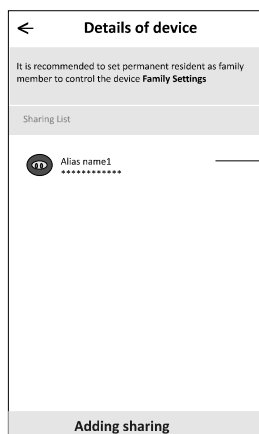 Details of device
It is recommended to set permanent resident as family
member to control the device Family Settings
Sharing List
Alias name1
************
Adding sharing